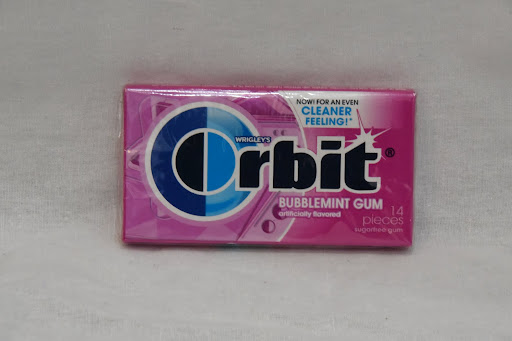 NOW! FOR AN EVEN
CLEANER
FEELING!*
WRIGLEY'S
Orbit®
BUBBLEMINT GUM
artificially flavored
14
pieces
sugarfree gum